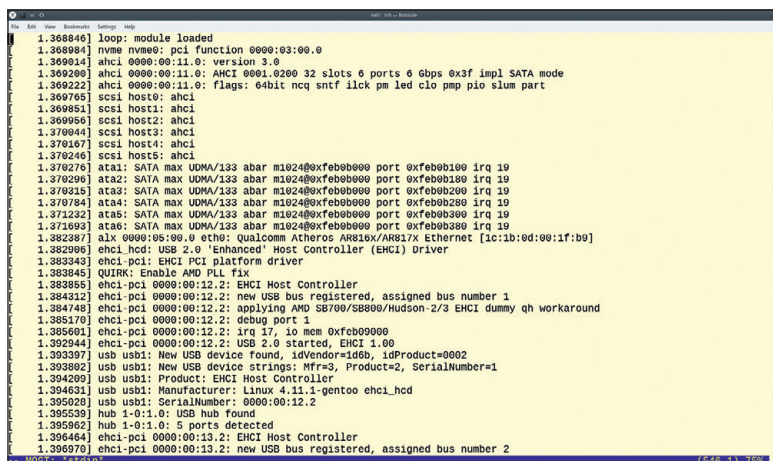 root : zsh — Konsole
File Edit View Bookmarks Settings Help
[    1.368846] loop: module loaded
[    1.368984] nvme nvme0: pci function 0000:03:00.0
[    1.369014] ahci 0000:00:11.0: version 3.0
[    1.369200] ahci 0000:00:11.0: AHCI 0001.0200 32 slots 6 ports 6 Gbps 0x3f impl SATA mode
[    1.369222] ahci 0000:00:11.0: flags: 64bit ncq sntf ilck pm led clo pmp pio slum part
[    1.369765] scsi host0: ahci
[    1.369851] scsi host1: ahci
[    1.369956] scsi host2: ahci
[    1.370044] scsi host3: ahci
[    1.370167] scsi host4: ahci
[    1.370246] scsi host5: ahci
[    1.370276] ata1: SATA max UDMA/133 abar m1024@0xfeb0b000 port 0xfeb0b100 irq 19
[    1.370296] ata2: SATA max UDMA/133 abar m1024@0xfeb0b000 port 0xfeb0b180 irq 19
[    1.370315] ata3: SATA max UDMA/133 abar m1024@0xfeb0b000 port 0xfeb0b200 irq 19
[    1.370784] ata4: SATA max UDMA/133 abar m1024@0xfeb0b000 port 0xfeb0b280 irq 19
[    1.371232] ata5: SATA max UDMA/133 abar m1024@0xfeb0b000 port 0xfeb0b300 irq 19
[    1.371693] ata6: SATA max UDMA/133 abar m1024@0xfeb0b000 port 0xfeb0b380 irq 19
[    1.382387] alx 0000:05:00.0 eth0: Qualcomm Atheros AR816x/AR817x Ethernet [1c:1b:0d:00:1f:b9]
[    1.382906] ehci_hcd: USB 2.0 'Enhanced' Host Controller (EHCI) Driver
[    1.383343] ehci-pci: EHCI PCI platform driver
[    1.383845] QUIRK: Enable AMD PLL fix
[    1.383855] ehci-pci 0000:00:12.2: EHCI Host Controller
[    1.384312] ehci-pci 0000:00:12.2: new USB bus registered, assigned bus number 1
[    1.384748] ehci-pci 0000:00:12.2: applying AMD SB700/SB800/Hudson-2/3 EHCI dummy qh workaround
[    1.385170] ehci-pci 0000:00:12.2: debug port 1
[    1.385601] ehci-pci 0000:00:12.2: irq 17, io mem 0xfeb09000
[    1.392944] ehci-pci 0000:00:12.2: USB 2.0 started, EHCI 1.00
[    1.393397] usb usb1: New USB device found, idVendor=1d6b, idProduct=0002
[    1.393802] usb usb1: New USB device strings: Mfr=3, Product=2, SerialNumber=1
[    1.394209] usb usb1: Product: EHCI Host Controller
[    1.394631] usb usb1: Manufacturer: Linux 4.11.1-gentoo ehci_hcd
[    1.395028] usb usb1: SerialNumber: 0000:00:12.2
[    1.395539] hub 1-0:1.0: USB hub found
[    1.395962] hub 1-0:1.0: 5 ports detected
[    1.396464] ehci-pci 0000:00:13.2: EHCI Host Controller
[    1.396970] ehci-pci 0000:00:13.2: new USB bus registered, assigned bus number 2
-- MOST: *stdin* (546,1) 75%